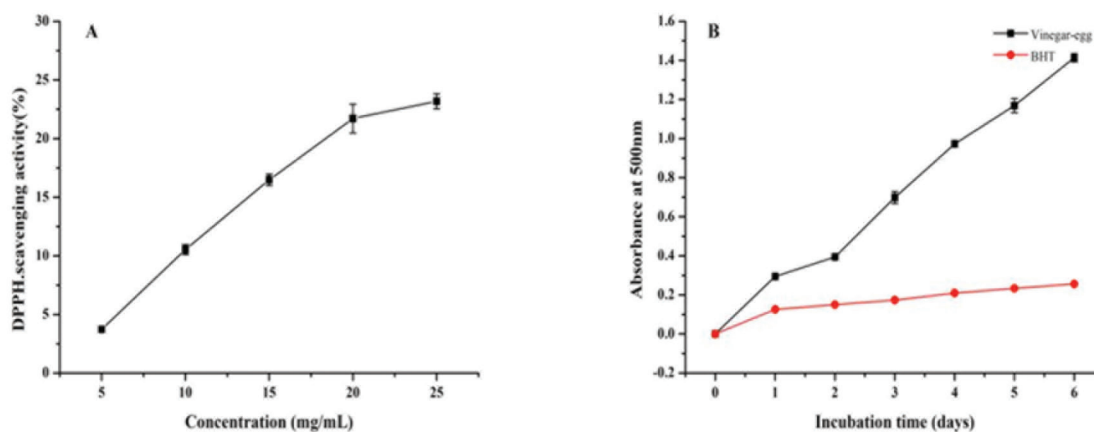 A
DPPH.scavenging activity(%)
30
25
20
15
10
5
0
5 10 15 20 25
Concentration (mg/mL)
B
Vinegar-egg
BHT
Absorbance at 500nm
1.6
1.4
1.2
1.0
0.8
0.6
0.4
0.2
0.0
-0.2
0 1 2 3 4 5 6
Incubation time (days)